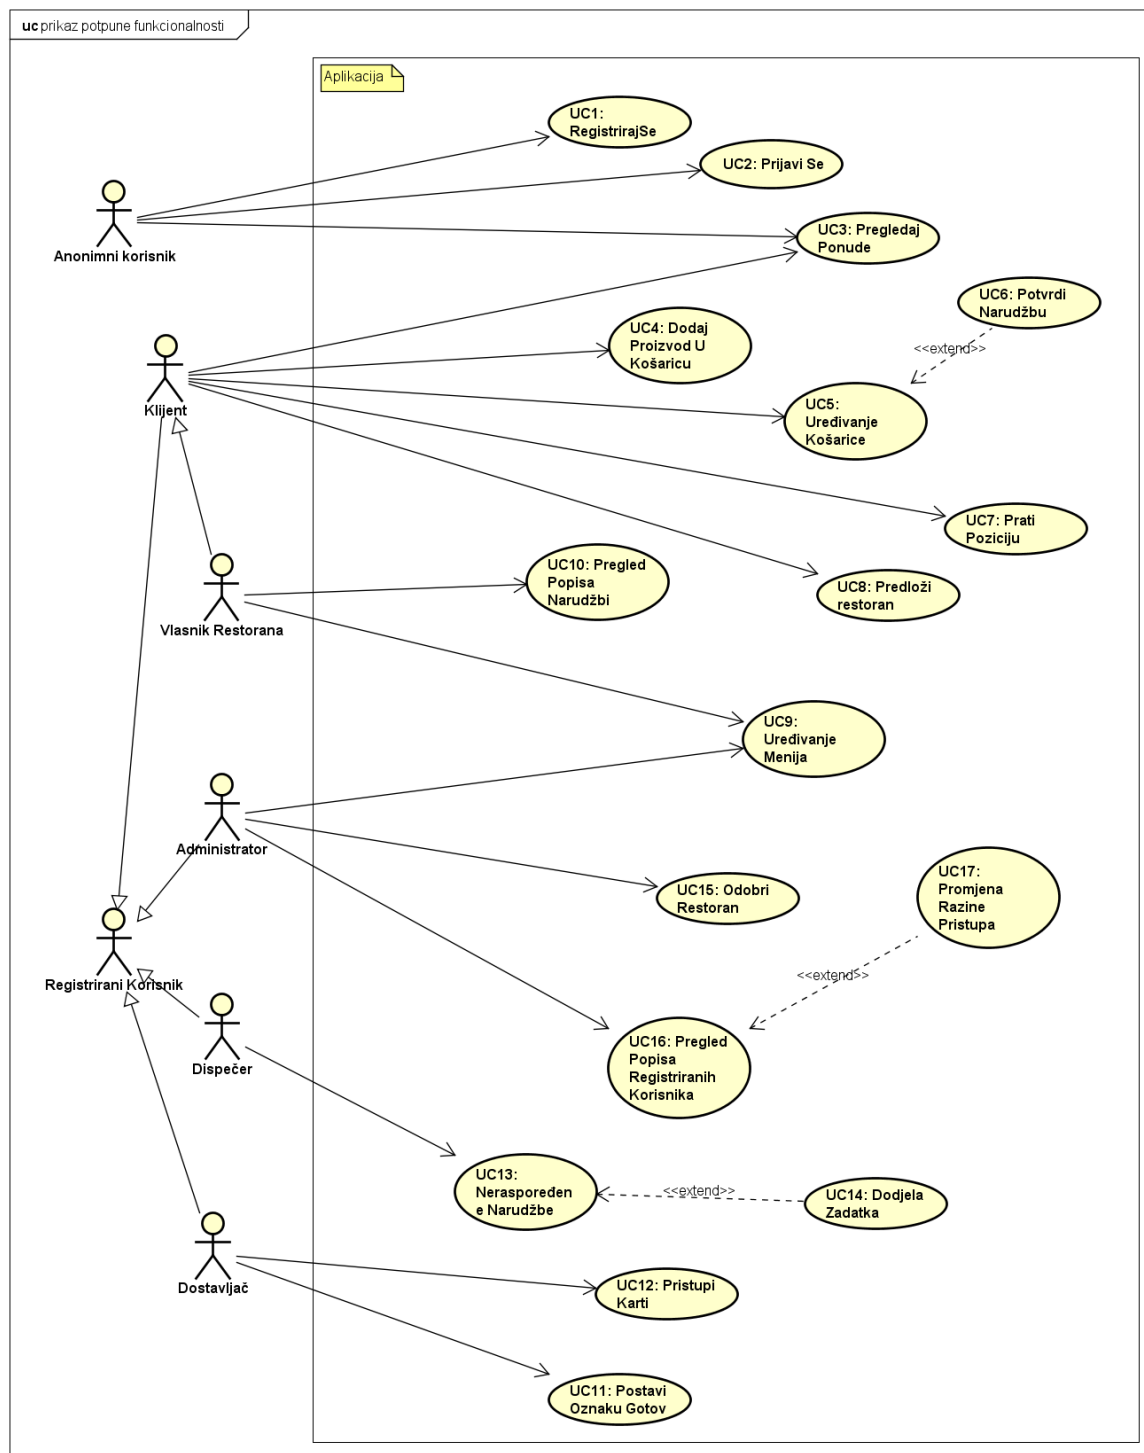 uc prikaz potpune funkcionalnosti
Aplikacija
UC1:
RegistrirajSe
UC2: Prijavi Se
Anonimni korisnik
UC3: Pregledaj
Ponude
UC6: Potvrdi
Narudžbu
UC4: Dodaj
Proizvod U
Košaricu
<<extend>>
Klijent
UC5:
Uređivanje
Košarice
UC7: Prati
Poziciju
UC10: Pregled
Popisa
Narudžbi
UC8: Predloži
restoran
Vlasnik Restorana
UC9:
Uređivanje
Menija
Administrator
UC15: Odobri
Restoran
UC17:
Promjena
Razine
Pristupa
<<extend>>
Registrirani Korisnik
UC16: Pregled
Popisa
Registriranih
Korisnika
Dispečer
UC13:
Neraspoređen
e Narudžbe
<<extend>>
UC14: Dodjela
Zadatka
Dostavljač
UC12: Pristupi
Karti
UC11: Postavi
Oznaku Gotov